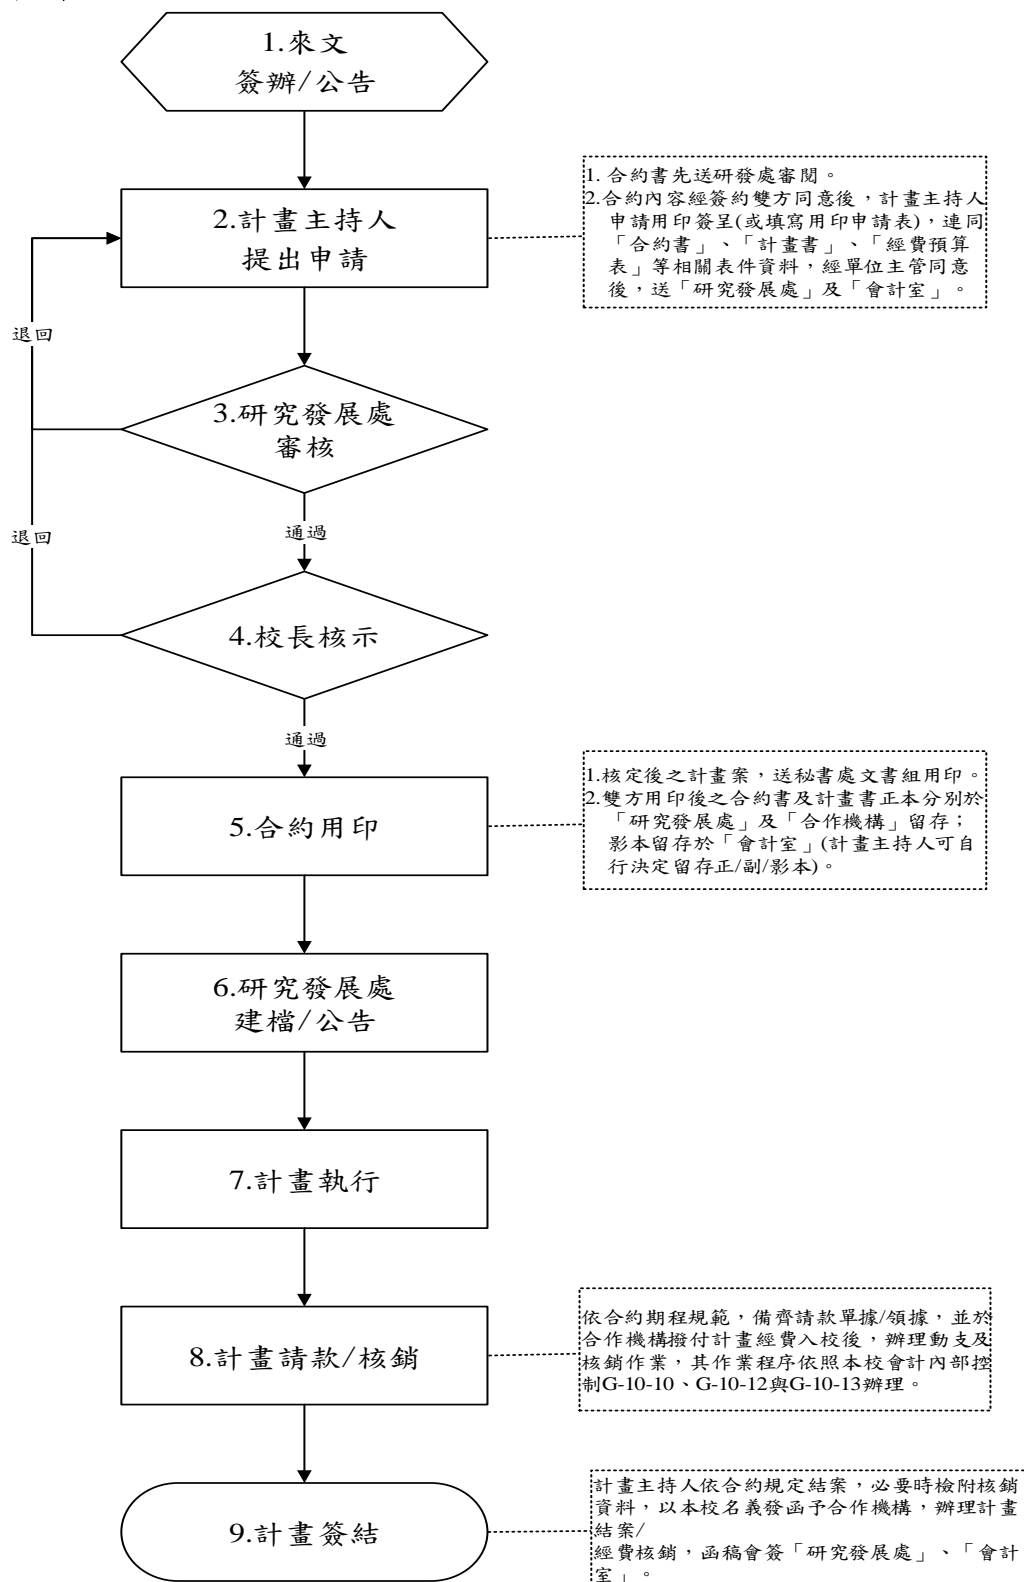 1.來文
簽辦/公告
2.計畫主持人
提出申請
1. 合約書先送研發處審閱。
2.合約內容經簽約雙方同意後，計畫主持人
申請用印簽呈(或填寫用印申請表)，連同
「合約書」、「計畫書」、「經費預算
表」等相關表件資料，經單位主管同意
後，送「研究發展處」及「會計室」。
退回
3.研究發展處
審核
通過
退回
4.校長核示
通過
5.合約用印
1.核定後之計畫案，送秘書處文書組用印。
2.雙方用印後之合約書及計畫書正本分別於
「研究發展處」及「合作機構」留存；
影本留存於「會計室」(計畫主持人可自
行決定留存正/副/影本)。
6.研究發展處
建檔/公告
7.計畫執行
8.計畫請款/核銷
依合約期程規範，備齊請款單據/領據，並於
合作機構撥付計畫經費入校後，辦理動支及
核銷作業，其作業程序依照本校會計內部控
制G-10-10、G-10-12與G-10-13辦理。
9.計畫簽結
計畫主持人依合約規定結案，必要時檢附核銷
資料，以本校名義發函予合作機構，辦理計畫
結案/
經費核銷，函稿會簽「研究發展處」、「會計
室」。